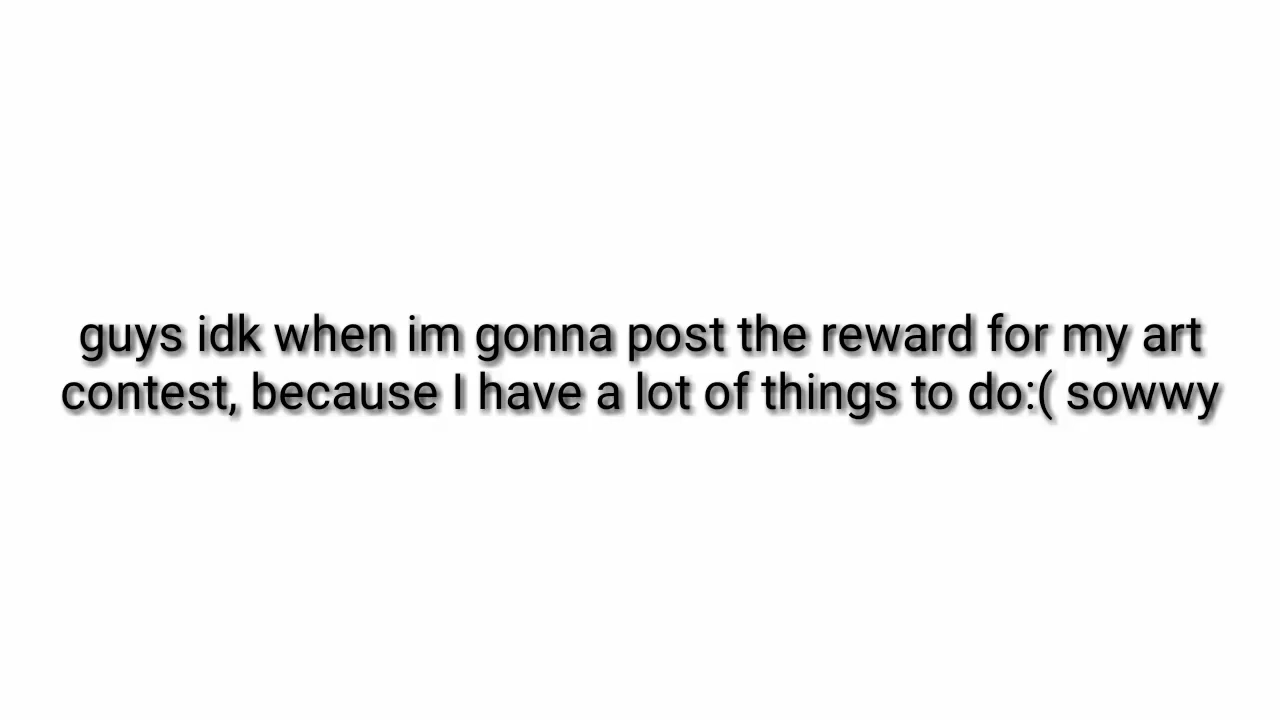 guys idk when im gonna post the reward for my art
contest, because I have a lot of things to do:( sowwy